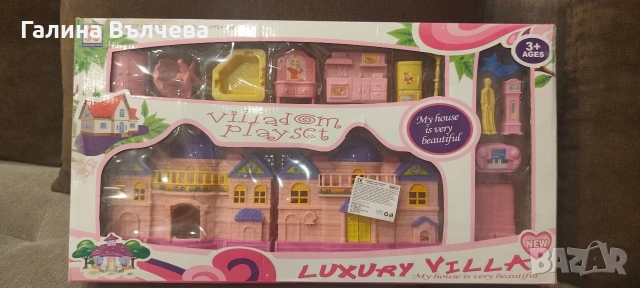 Галина Вълчева
3+
AGES
Villadom
playset
My house
is very
beautiful
NEW
LUXURY VILLA
My house is very beautiful
BAZAR